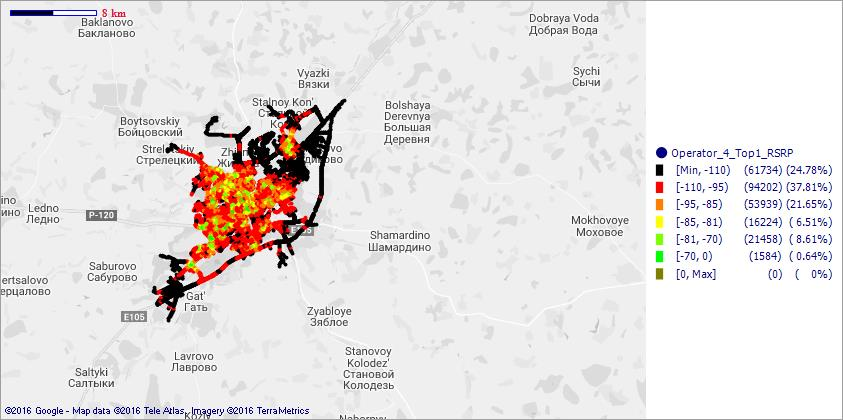 8 km
Baklanovo
Бакланово
Dobraya Voda
Добрая Вода
Vyazki
Вязки
Sychi
Сычи
Stalnoy Kon'
Bolshaya
Derevnya
Большая
Деревня
Boytsovskiy
Бойцовский
Streletskiy
Стрелецкий
Ledno
Ледно
P-120
Mokhovoye
Моховое
Shamardino
Шамардино
Saburovo
Сабурово
Gat'
Гать
E105
Zyabloye
Зяблое
Lavrovo
Лаврово
Stanovoy
Kolodez'
Становой
Колодезь
Saltyki
Салтыки
©2016 Google - Map data ©2016 Tele Atlas, Imagery ©2016 TerraMetrics
Operator_4_Top1_RSRP
[Min, -110) (61734) (24.78%)
[-110, -95) (94202) (37.81%)
[-95, -85) (53939) (21.65%)
[-85, -81) (16224) ( 6.51%)
[-81, -70) (21458) ( 8.61%)
[-70, 0) (1584) ( 0.64%)
[0, Max] (0) ( 0%)